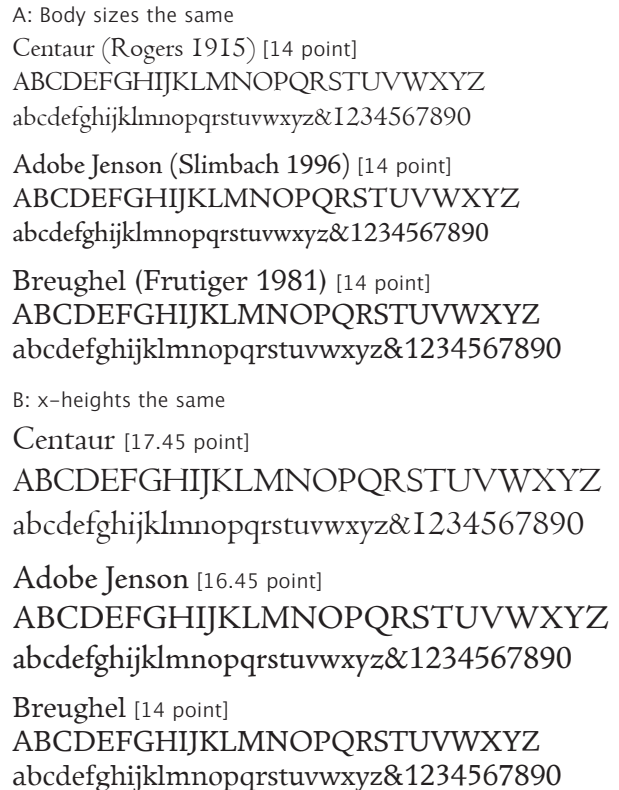 A: Body sizes the same
Centaur (Rogers 1915) [14 point]
ABCDEFGHIJKLMNOPQRSTUVWXYZ
abcdefghijklmnopqrstuvwxyz&1234567890
Adobe Jenson (Slimbach 1996) [14 point]
ABCDEFGHIJKLMNOPQRSTUVWXYZ
abcdefghijklmnopqrstuvwxyz&1234567890
Breughel (Frutiger 1981) [14 point]
ABCDEFGHIJKLMNOPQRSTUVWXYZ
abcdefghijklmnopqrstuvwxyz&1234567890
B: x-heights the same
Centaur [17.45 point]
ABCDEFGHIJKLMNOPQRSTUVWXYZ
abcdefghijklmnopqrstuvwxyz&1234567890
Adobe Jenson [16.45 point]
ABCDEFGHIJKLMNOPQRSTUVWXYZ
abcdefghijklmnopqrstuvwxyz&1234567890
Breughel [14 point]
ABCDEFGHIJKLMNOPQRSTUVWXYZ
abcdefghijklmnopqrstuvwxyz&1234567890